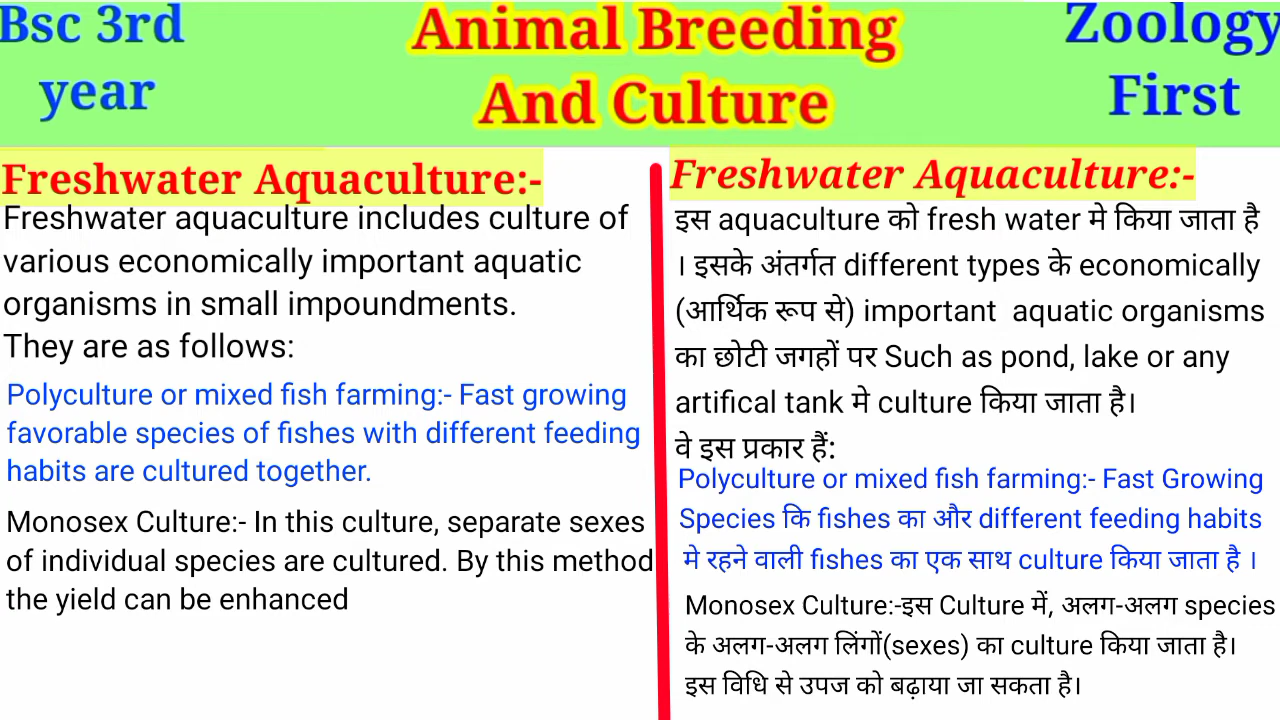 Bsc 3rd
year
Animal Breeding
And Culture
Zoology
First
Freshwater Aquaculture:-
Freshwater aquaculture includes culture of
various economically important aquatic
organisms in small impoundments.
They are as follows:
Polyculture or mixed fish farming:- Fast growing
favorable species of fishes with different feeding
habits are cultured together.
Monosex Culture:- In this culture, separate sexes
of individual species are cultured. By this method
the yield can be enhanced
Freshwater Aquaculture:-
इस aquaculture को fresh water मे किया जाता है
। इसके अंतर्गत different types के economically
(आर्थिक रूप से) important aquatic organisms
का छोटी जगहों पर Such as pond, lake or any
artifical tank मे culture किया जाता है।
वे इस प्रकार हैं:
Polyculture or mixed fish farming:- Fast Growing
Species कि fishes का और different feeding habits
मे रहने वाली fishes का एक साथ culture किया जाता है ।
Monosex Culture:-इस Culture में, अलग-अलग species
के अलग-अलग लिंगों(sexes) का culture किया जाता है।
इस विधि से उपज को बढ़ाया जा सकता है।